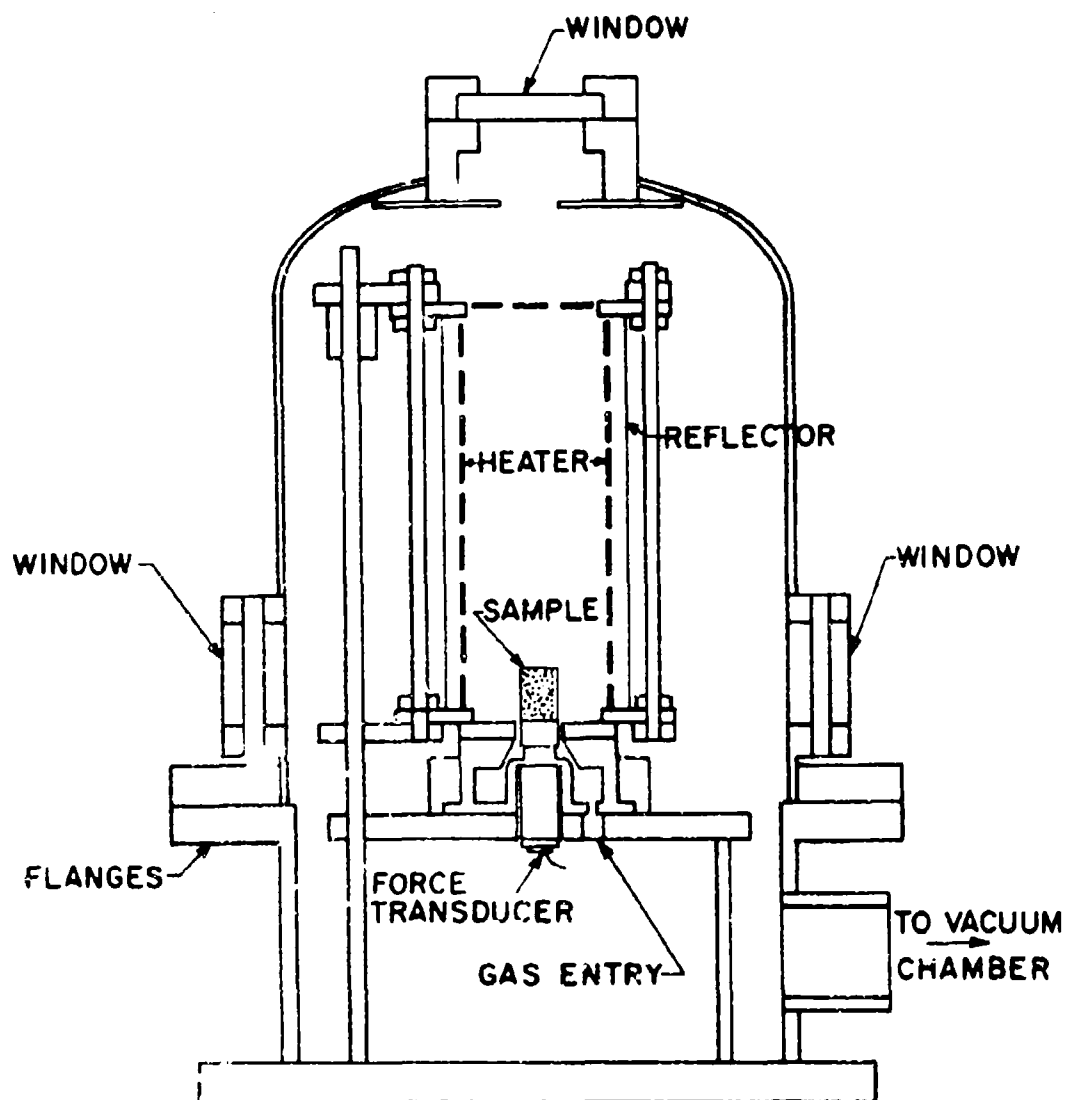 WINDOW
REFLECTOR
HEATER
WINDOW
WINDOW
SAMPLE
FLANGES
FORCE
TRANSDUCER
TO VACUUM
CHAMBER
GAS ENTRY